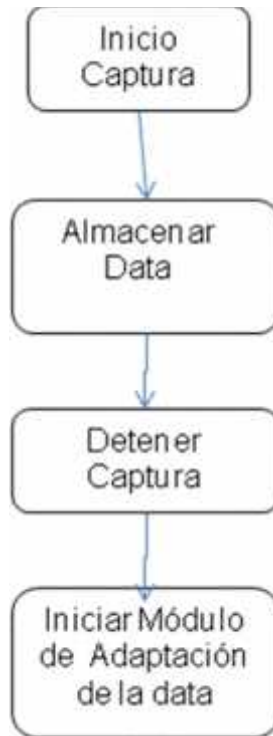 Inicio
Captura
Almacenar
Data
Detener
Captura
Iniciar Módulo
de Adaptación
de la data